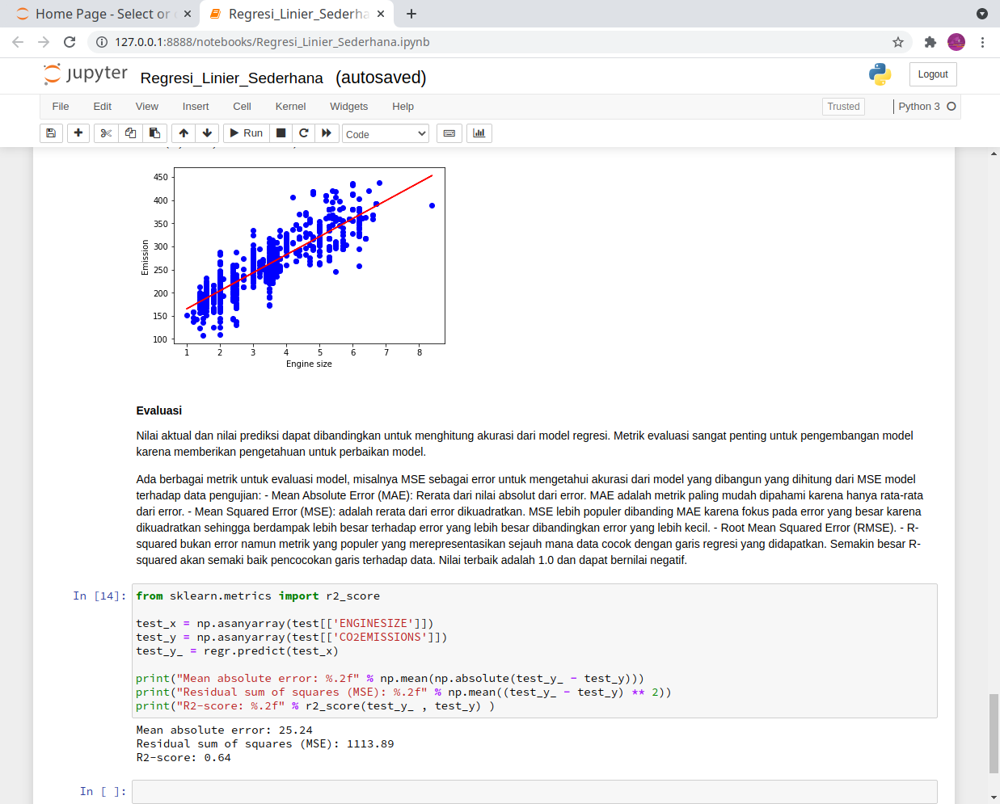 Home Page - Select or
Regresi_Linier_Sederha
127.0.0.1:8888/notebooks/Regresi_Linier_Sederhana.ipynb
jupyter Regresi_Linier_Sederhana (autosaved)
Logout
File Edit View Insert Cell Kernel Widgets Help
Trusted Python 3
Run Code
450
400
350
300
250
200
150
100
Emission
1 2 3 4 5 6 7 8
Engine size
Evaluasi
Nilai aktual dan nilai prediksi dapat dibandingkan untuk menghitung akurasi dari model regresi. Metrik evaluasi sangat penting untuk pengembangan model
karena memberikan pengetahuan untuk perbaikan model.
Ada berbagai metrik untuk evaluasi model, misalnya MSE sebagai error untuk mengetahui akurasi dari model yang dibangun yang dihitung dari MSE model
terhadap data pengujian: - Mean Absolute Error (MAE): Rerata dari nilai absolut dari error. MAE adalah metrik paling mudah dipahami karena hanya rata-rata
dari error. - Mean Squared Error (MSE): adalah rerata dari error dikuadratkan. MSE lebih populer dibanding MAE karena fokus pada error yang besar karena
dikuadratkan sehingga berdampak lebih besar terhadap error yang lebih besar dibandingkan error yang lebih kecil. - Root Mean Squared Error (RMSE). - R-
squared bukan error namun metrik yang populer yang merepresentasikan sejauh mana data cocok dengan garis regresi yang didapatkan. Semakin besar R-
squared akan semaki baik pencocokan garis terhadap data. Nilai terbaik adalah 1.0 dan dapat bernilai negatif.
In [14]: from sklearn.metrics import r2_score
test_x = np.asanyarray(test[['ENGINESIZE']])
test_y = np.asanyarray(test[['CO2EMISSIONS']])
test_y_ = regr.predict(test_x)
print("Mean absolute error: %.2f" % np.mean(np.absolute(test_y_ - test_y)))
print("Residual sum of squares (MSE): %.2f" % np.mean((test_y_ - test_y) ** 2))
print("R2-score: %.2f" % r2_score(test_y_ , test_y) )
Mean absolute error: 25.24
Residual sum of squares (MSE): 1113.89
R2-score: 0.64
In [ ]: